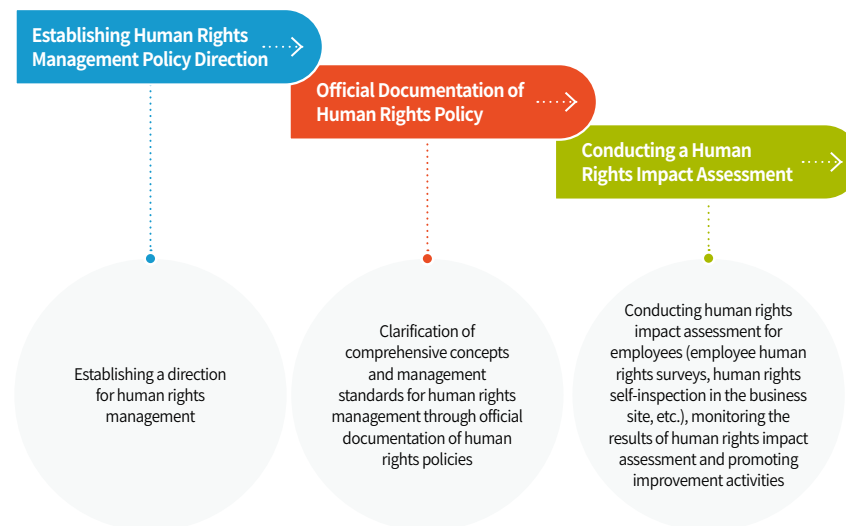 Establishing Human Rights
Management Policy Direction
Official Documentation of
Human Rights Policy
Conducting a Human
Rights Impact Assessment
Establishing a direction
for human rights
management
Clarification of
comprehensive concepts
and management
standards for human rights
management through official
documentation of human
rights policies
Conducting human rights
impact assessment for
employees (employee human
rights surveys, human rights
self-inspection in the business
site, etc.), monitoring the
results of human rights impact
assessment and promoting
improvement activities